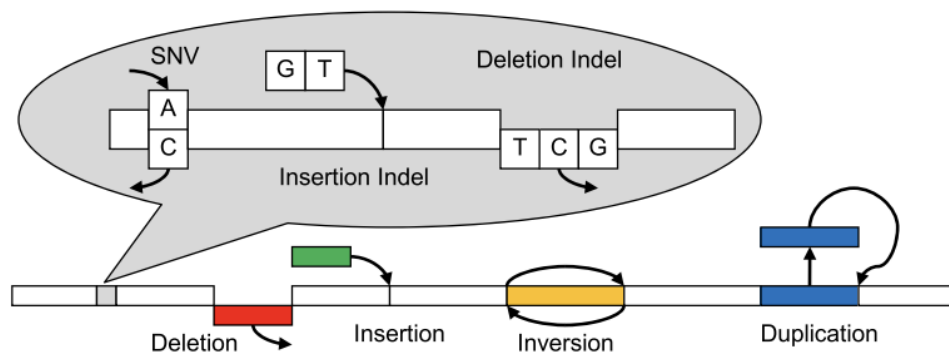 SNV
Deletion Indel
G T
A
C
T C G
Insertion Indel
Deletion
Insertion
Inversion
Duplication